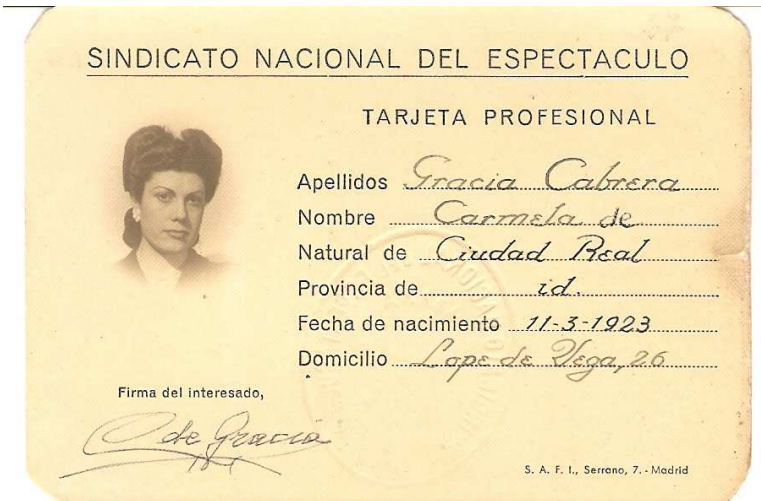 SINDICATO NACIONAL DEL ESPECTACULO
TARJETA PROFESIONAL
Apellidos Gracia Cabrera
Nombre Carmela de
Natural de Ciudad Real
Provincia de id.
Fecha de nacimiento 11-3-1923
Domicilio Lope de Vega, 26
Firma del interesado,
C de Gracia
S. A. F. I., Serrano, 7. - Madrid